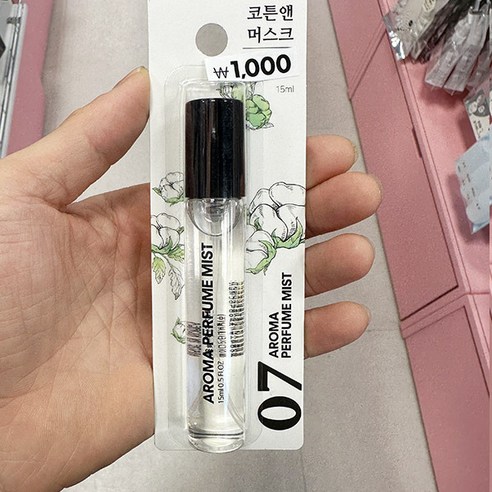 코튼앤
머스크
₩1,000
15ml
AROMA PERFUME MIST
15ml 0.5 FL.OZ
07
AROMA
PERFUME MIST